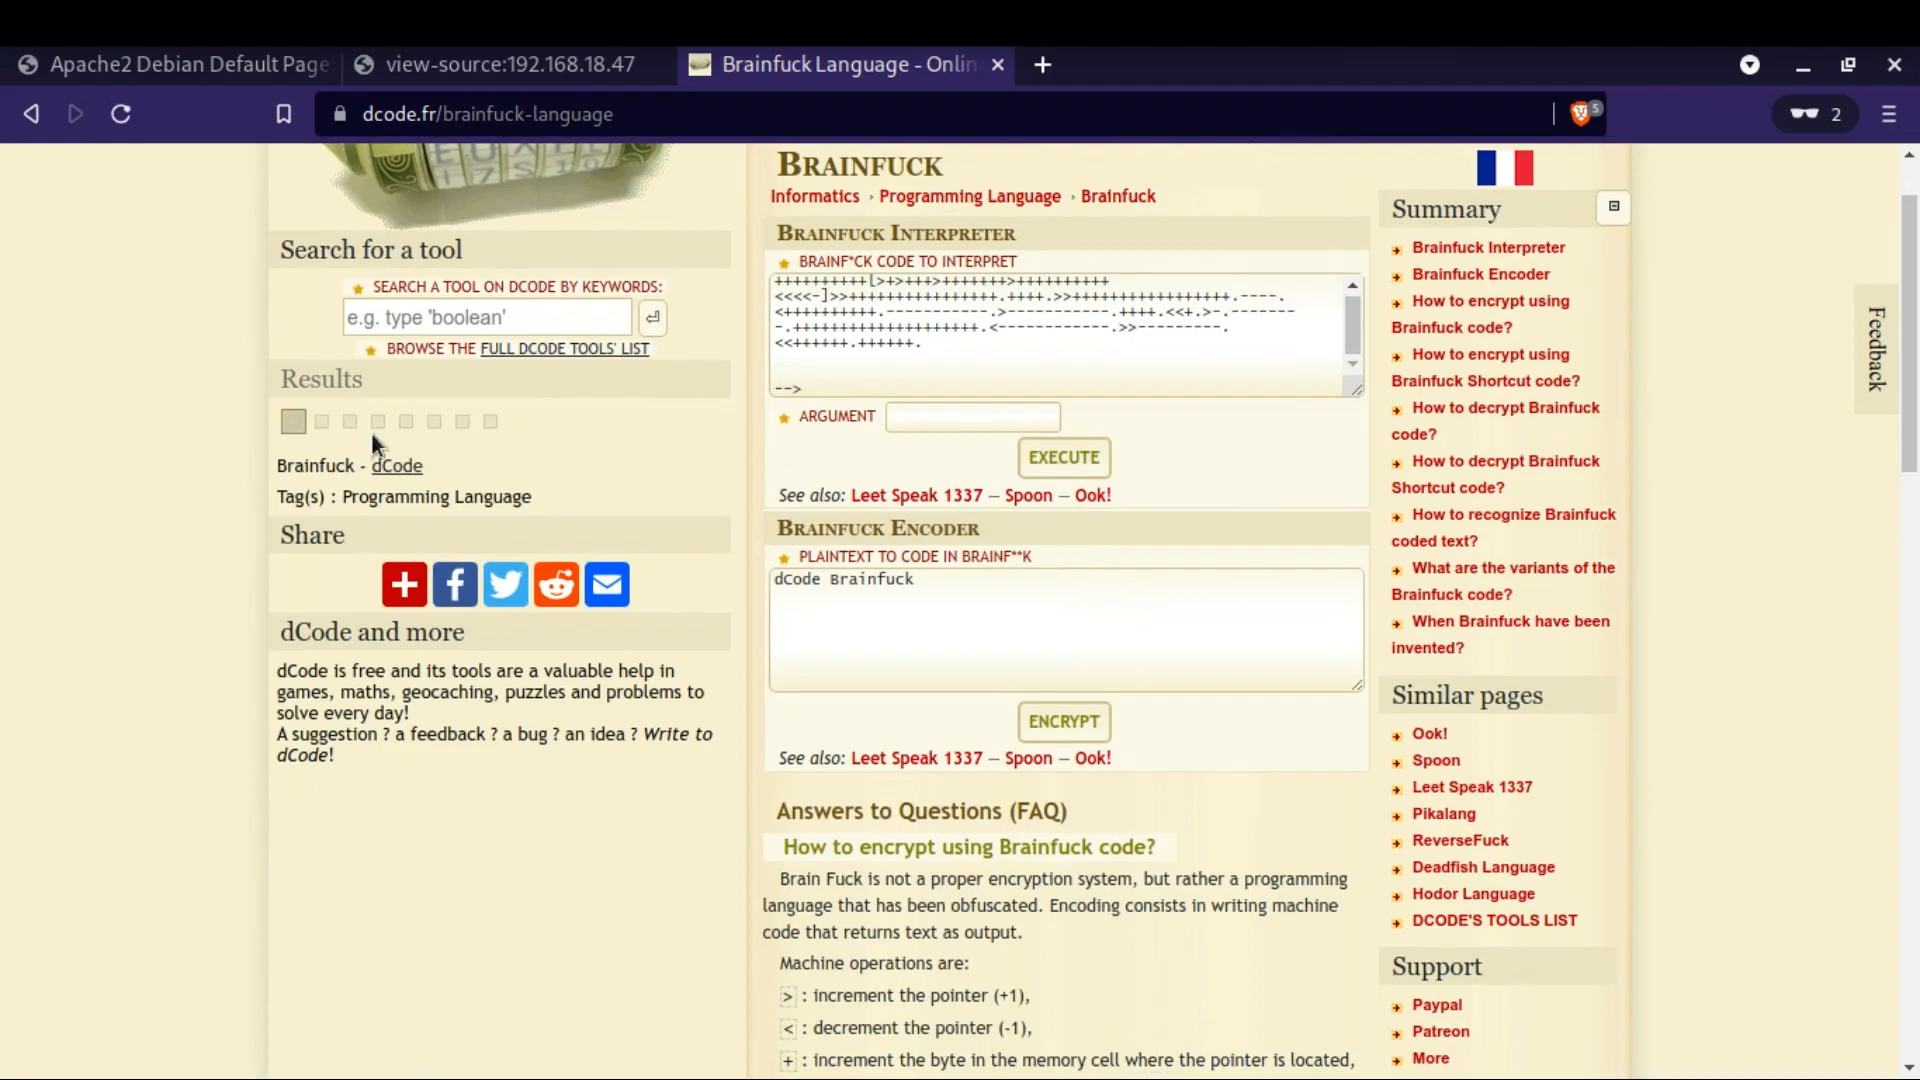 Apache2 Debian Default Page:
view-source:192.168.18.47
Brainfuck Language - Onlin
dcode.fr/brainfuck-language
5
2
BRAINFUCK
Informatics › Programming Language › Brainfuck
BRAINFUCK INTERPRETER
BRAINF*CK CODE TO INTERPRET
-->
ARGUMENT
EXECUTE
See also: Leet Speak 1337 – Spoon – Ook!
BRAINFUCK ENCODER
PLAINTEXT TO CODE IN BRAINF**K
dCode Brainfuck
ENCRYPT
See also: Leet Speak 1337 – Spoon – Ook!
Answers to Questions (FAQ)
How to encrypt using Brainfuck code?
Brain Fuck is not a proper encryption system, but rather a programming
language that has been obfuscated. Encoding consists in writing machine
code that returns text as output.
Machine operations are:
> : increment the pointer (+1),
< : decrement the pointer (-1),
+ : increment the byte in the memory cell where the pointer is located,
Search for a tool
SEARCH A TOOL ON DCODE BY KEYWORDS:
e.g. type 'boolean'
BROWSE THE FULL DCODE TOOLS' LIST
Results
Brainfuck - dCode
Tag(s) : Programming Language
Share
dCode and more
dCode is free and its tools are a valuable help in
games, maths, geocaching, puzzles and problems to
solve every day!
A suggestion ? a feedback ? a bug ? an idea ? Write to
dCode!
Summary
Brainfuck Interpreter
Brainfuck Encoder
How to encrypt using
Brainfuck code?
How to encrypt using
Brainfuck Shortcut code?
How to decrypt Brainfuck
code?
How to decrypt Brainfuck
Shortcut code?
How to recognize Brainfuck
coded text?
What are the variants of the
Brainfuck code?
When Brainfuck have been
invented?
Similar pages
Ook!
Spoon
Leet Speak 1337
Pikalang
ReverseFuck
Deadfish Language
Hodor Language
DCODE'S TOOLS LIST
Support
Paypal
Patreon
More
Feedback